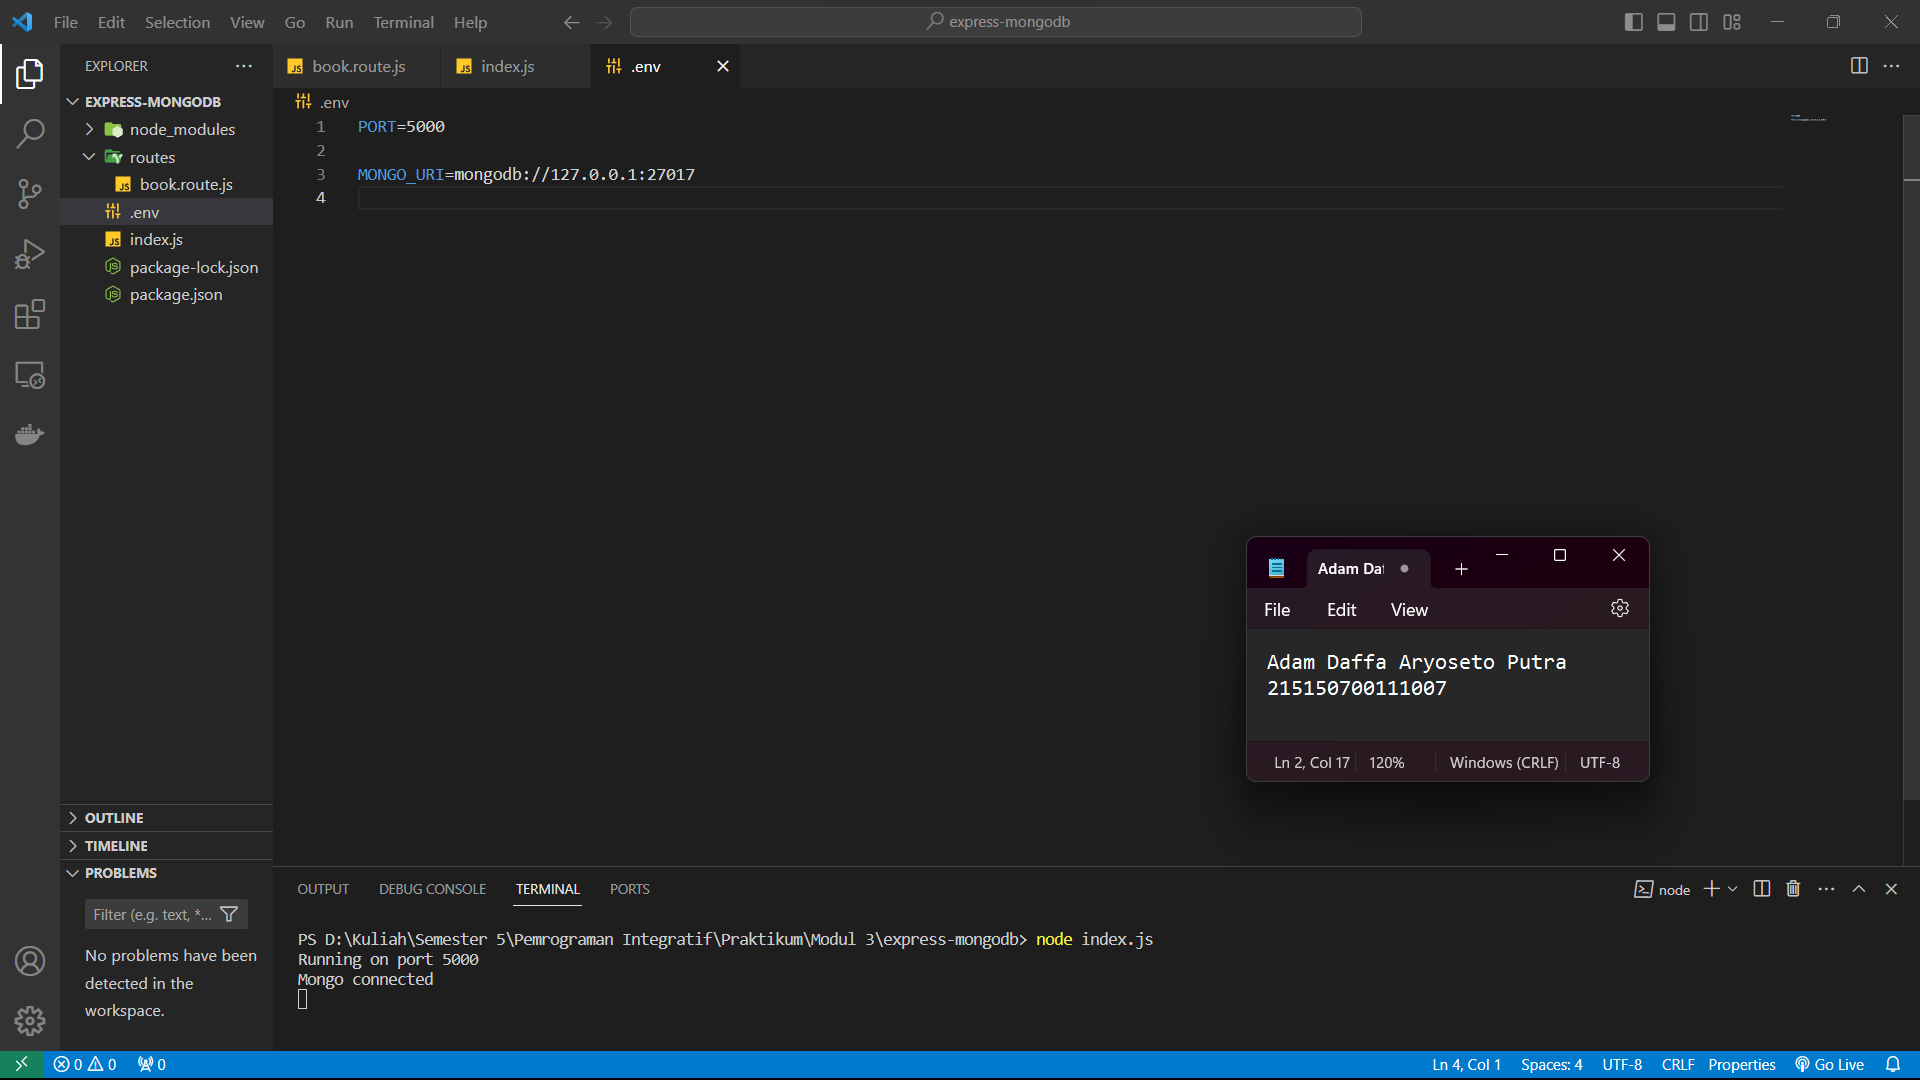 File Edit Selection View Go Run Terminal Help
express-mongodb
EXPLORER
EXPRESS-MONGODB
node_modules
routes
book.route.js
.env
index.js
package-lock.json
package.json
OUTLINE
TIMELINE
PROBLEMS
Filter (e.g. text, *...
No problems have been
detected in the
workspace.
book.route.js index.js .env
.env
1 PORT=5000
2
3 MONGO_URI=mongodb://127.0.0.1:27017
4
Adam Da
File Edit View
Adam Daffa Aryoseto Putra
215150700111007
Ln 2, Col 17 120% Windows (CRLF) UTF-8
OUTPUT DEBUG CONSOLE TERMINAL PORTS
node
PS D:\Kuliah\Semester 5\Pemrograman Integratif\Praktikum\Modul 3\express-mongodb> node index.js
Running on port 5000
Mongo connected
0 0 0
Ln 4, Col 1 Spaces: 4 UTF-8 CRLF Properties Go Live